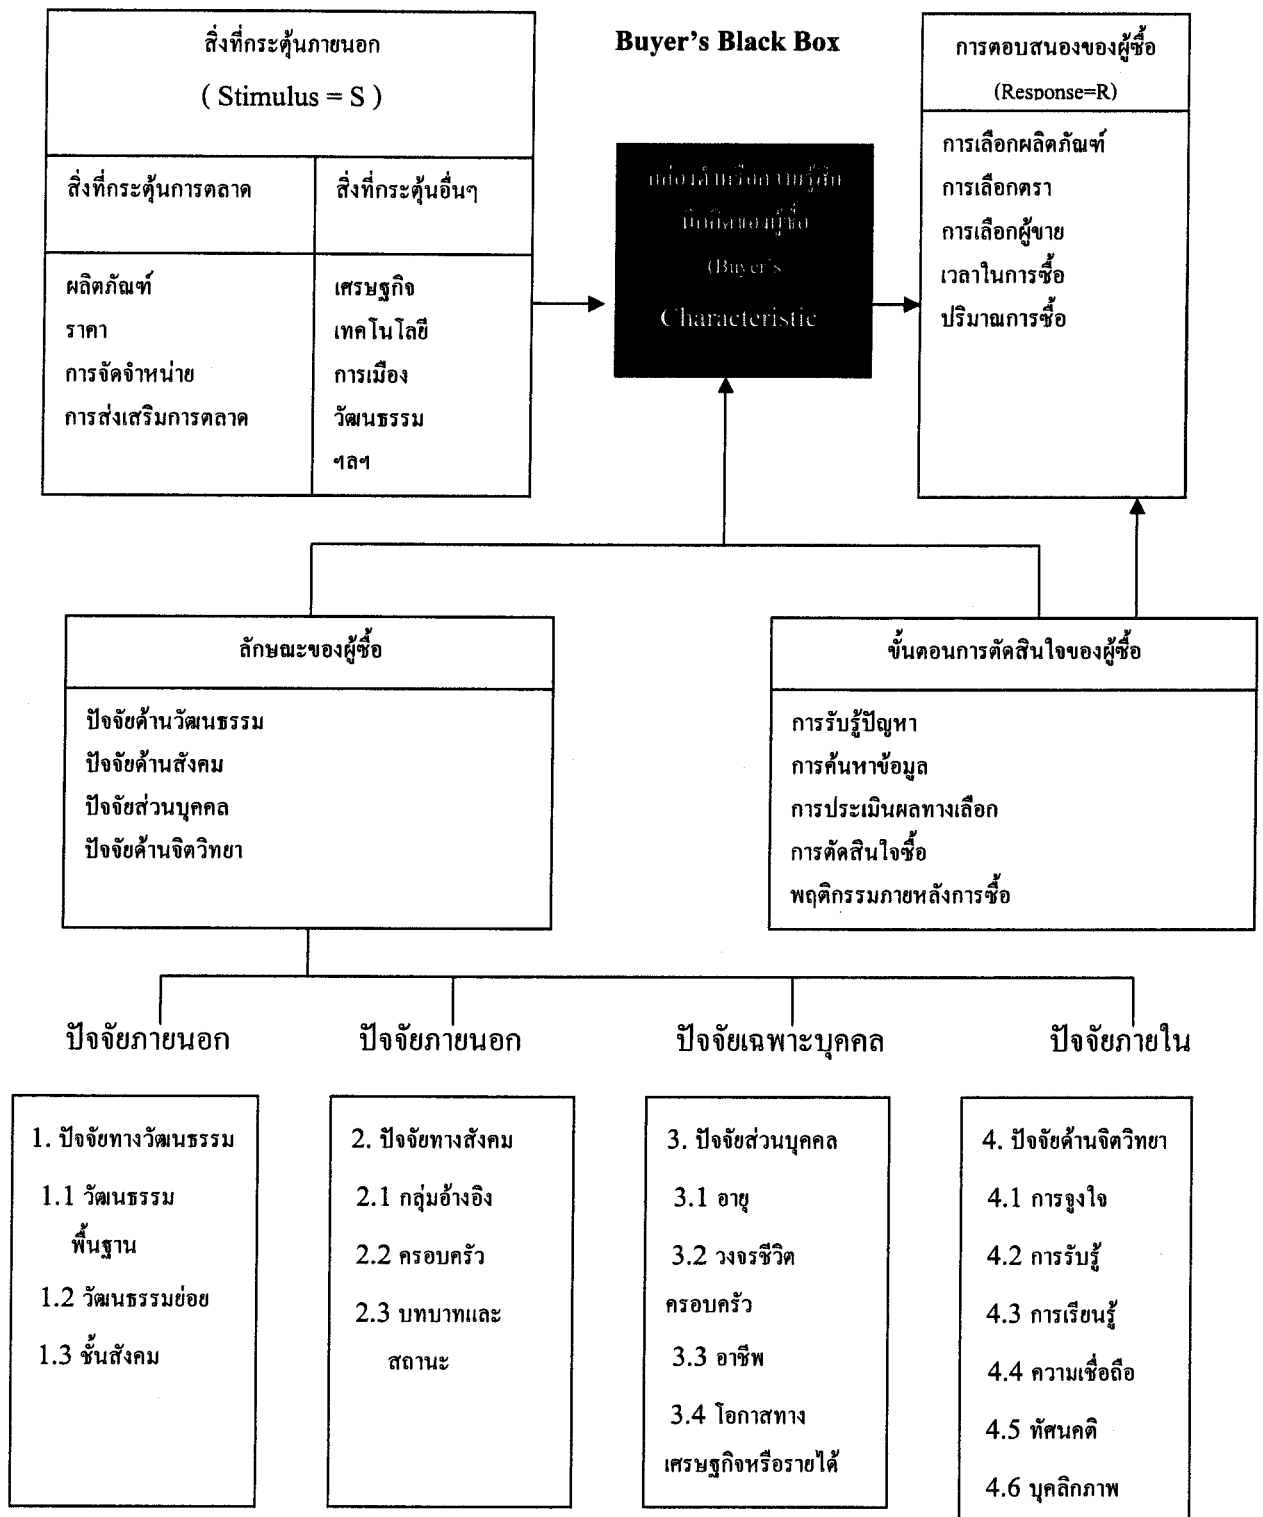 สิ่งที่กระตุ้นภายนอก
( Stimulus = S )
สิ่งที่กระตุ้นการตลาด
สิ่งที่กระตุ้นอื่นๆ
ผลิตภัณฑ์
ราคา
การจัดจำหน่าย
การส่งเสริมการตลาด
เศรษฐกิจ
เทคโนโลยี
การเมือง
วัฒนธรรม
ฯลฯ
Buyer's Black Box
กล่องดำหรือความรู้สึก
นึกคิดของผู้ซื้อ
(Buyer's
Characteristic
การตอบสนองของผู้ซื้อ
(Response=R)
การเลือกผลิตภัณฑ์
การเลือกตรา
การเลือกผู้ขาย
เวลาในการซื้อ
ปริมาณการซื้อ
ลักษณะของผู้ซื้อ
ปัจจัยด้านวัฒนธรรม
ปัจจัยด้านสังคม
ปัจจัยส่วนบุคคล
ปัจจัยด้านจิตวิทยา
ขั้นตอนการตัดสินใจของผู้ซื้อ
การรับรู้ปัญหา
การค้นหาข้อมูล
การประเมินผลทางเลือก
การตัดสินใจซื้อ
พฤติกรรมภายหลังการซื้อ
ปัจจัยภายนอก
1. ปัจจัยทางวัฒนธรรม
1.1 วัฒนธรรม
พื้นฐาน
1.2 วัฒนธรรมย่อย
1.3 ชั้นสังคม
ปัจจัยภายนอก
2. ปัจจัยทางสังคม
2.1 กลุ่มอ้างอิง
2.2 ครอบครัว
2.3 บทบาทและ
สถานะ
ปัจจัยเฉพาะบุคคล
3. ปัจจัยส่วนบุคคล
3.1 อายุ
3.2 วงจรชีวิต
ครอบครัว
3.3 อาชีพ
3.4 โอกาสทาง
เศรษฐกิจหรือรายได้
ปัจจัยภายใน
4. ปัจจัยด้านจิตวิทยา
4.1 การจูงใจ
4.2 การรับรู้
4.3 การเรียนรู้
4.4 ความเชื่อถือ
4.5 ทัศนคติ
4.6 บุคลิกภาพ